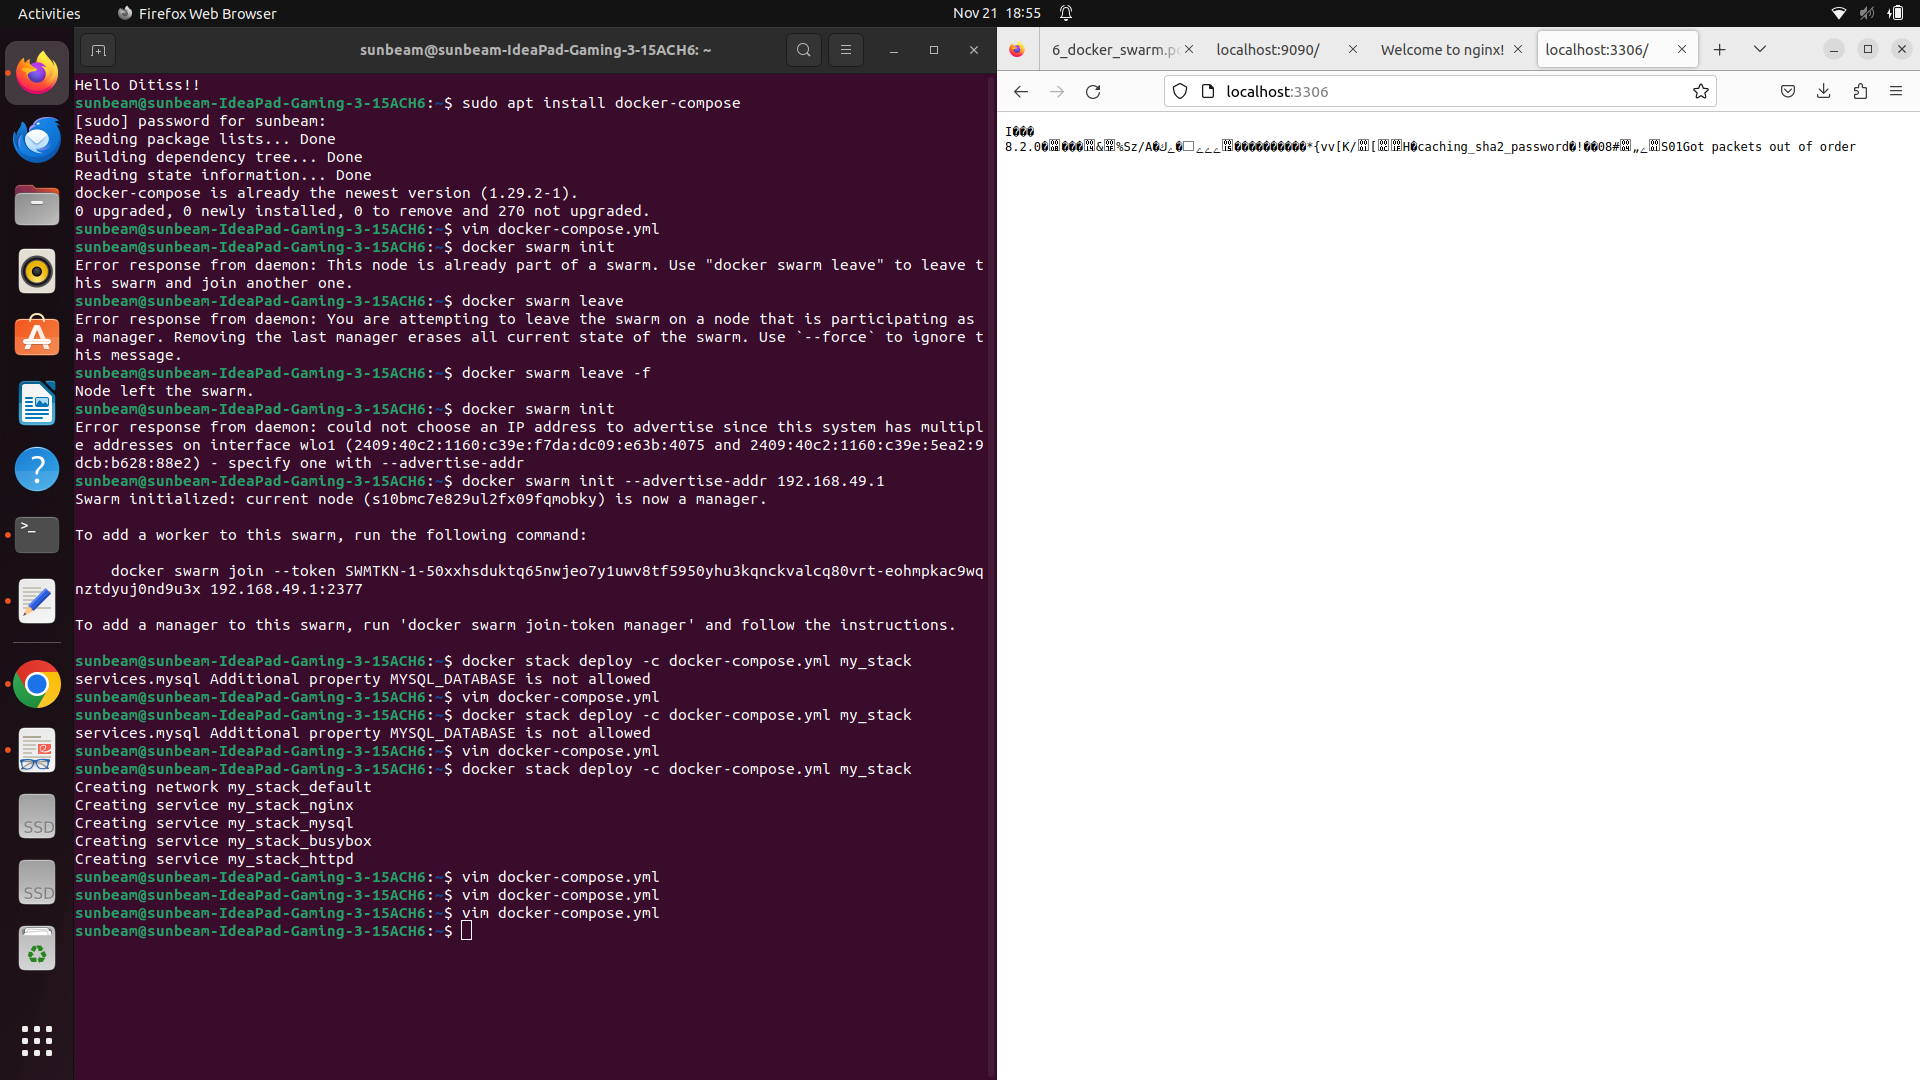 Activities
Firefox Web Browser
Nov 21 18:55
sunbeam@sunbeam-IdeaPad-Gaming-3-15ACH6: ~
Hello Ditiss!!
sunbeam@sunbeam-IdeaPad-Gaming-3-15ACH6:~$ sudo apt install docker-compose
[sudo] password for sunbeam:
Reading package lists... Done
Building dependency tree... Done
Reading state information... Done
docker-compose is already the newest version (1.29.2-1).
0 upgraded, 0 newly installed, 0 to remove and 270 not upgraded.
sunbeam@sunbeam-IdeaPad-Gaming-3-15ACH6:~$ vim docker-compose.yml
sunbeam@sunbeam-IdeaPad-Gaming-3-15ACH6:~$ docker swarm init
Error response from daemon: This node is already part of a swarm. Use "docker swarm leave" to leave t
his swarm and join another one.
sunbeam@sunbeam-IdeaPad-Gaming-3-15ACH6:~$ docker swarm leave
Error response from daemon: You are attempting to leave the swarm on a node that is participating as
a manager. Removing the last manager erases all current state of the swarm. Use `--force` to ignore t
his message.
sunbeam@sunbeam-IdeaPad-Gaming-3-15ACH6:~$ docker swarm leave -f
Node left the swarm.
sunbeam@sunbeam-IdeaPad-Gaming-3-15ACH6:~$ docker swarm init
Error response from daemon: could not choose an IP address to advertise since this system has multipl
e addresses on interface wlo1 (2409:40c2:1160:c39e:f7da:dc09:e63b:4075 and 2409:40c2:1160:c39e:5ea2:9
dcb:b628:88e2) - specify one with --advertise-addr
sunbeam@sunbeam-IdeaPad-Gaming-3-15ACH6:~$ docker swarm init --advertise-addr 192.168.49.1
Swarm initialized: current node (s10bmc7e829ul2fx09fqmobky) is now a manager.
To add a worker to this swarm, run the following command:
docker swarm join --token SWMTKN-1-50xxhsduktq65nwjeo7y1uwv8tf5950yhu3kqnckvalcq80vrt-eohmpkac9wq
nztdyuj0nd9u3x 192.168.49.1:2377
To add a manager to this swarm, run 'docker swarm join-token manager' and follow the instructions.
sunbeam@sunbeam-IdeaPad-Gaming-3-15ACH6:~$ docker stack deploy -c docker-compose.yml my_stack
services.mysql Additional property MYSQL_DATABASE is not allowed
sunbeam@sunbeam-IdeaPad-Gaming-3-15ACH6:~$ vim docker-compose.yml
sunbeam@sunbeam-IdeaPad-Gaming-3-15ACH6:~$ docker stack deploy -c docker-compose.yml my_stack
services.mysql Additional property MYSQL_DATABASE is not allowed
sunbeam@sunbeam-IdeaPad-Gaming-3-15ACH6:~$ vim docker-compose.yml
sunbeam@sunbeam-IdeaPad-Gaming-3-15ACH6:~$ docker stack deploy -c docker-compose.yml my_stack
Creating network my_stack_default
Creating service my_stack_nginx
Creating service my_stack_mysql
Creating service my_stack_busybox
Creating service my_stack_httpd
sunbeam@sunbeam-IdeaPad-Gaming-3-15ACH6:~$ vim docker-compose.yml
sunbeam@sunbeam-IdeaPad-Gaming-3-15ACH6:~$ vim docker-compose.yml
sunbeam@sunbeam-IdeaPad-Gaming-3-15ACH6:~$ vim docker-compose.yml
sunbeam@sunbeam-IdeaPad-Gaming-3-15ACH6:~$
SSD
SSD
6_docker_swarm.p
localhost:9090/
Welcome to nginx!
localhost:3306/
localhost:3306
I���
8.2.0 %Sz/A *{vv[K/ caching_sha2_password S01Got packets out of order